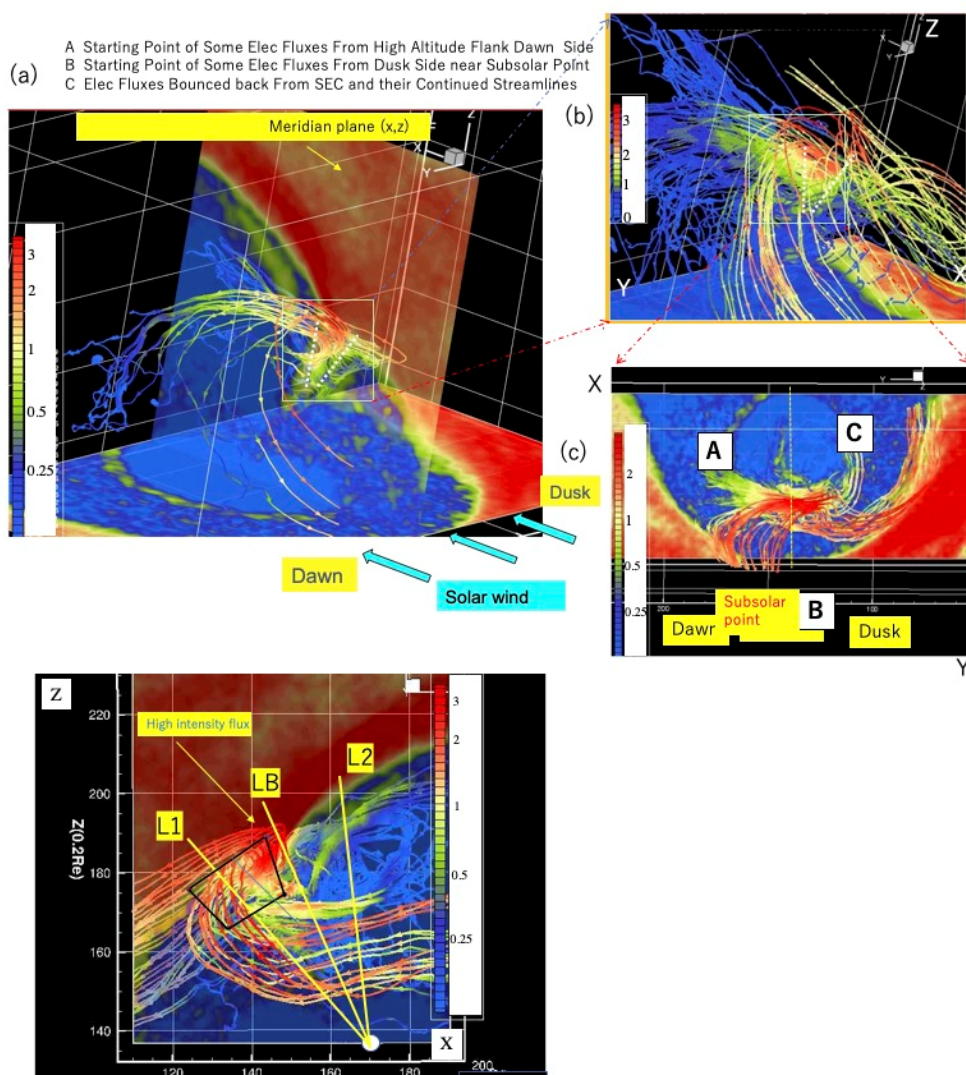 A Starting Point of Some Elec Fluxes From High Altitude Flank Dawn Side
B Starting Point of Some Elec Fluxes From Dusk Side near Subsolar Point
C Elec Fluxes Bounced back From SEC and their Continued Streamlines
(a)
Meridian plane (x,z)
Z
X
Y
3
2
1
0.5
0.25
Dusk
Dawn
Solar wind
(b)
Z
X
Y
3
2
1
0
Y
X
X
(c)
Y
Z
A
C
2
1
0.5
0.25
200
100
Subsolar
point
B
Dawr
Dusk
Y
z
220
200
180
160
140
Z(0.2Re)
High intensity flux
L1
LB
L2
3
2
1
0.5
0.25
x
120
140
160
180
200